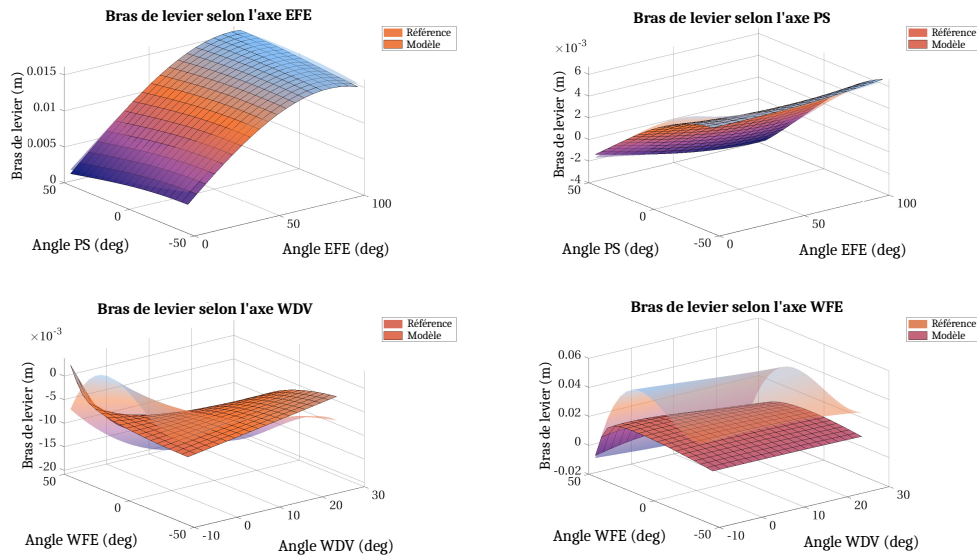 Bras de levier selon l'axe EFE
Référence
Modèle
Bras de levier (m)
0.015
0.01
0.005
0
50
0
-50
0
50
100
Angle PS (deg)
Angle EFE (deg)
Bras de levier selon l'axe PS
Référence
Modèle
×10⁻³
Bras de levier (m)
6
4
2
0
-2
-4
50
0
-50
0
50
100
Angle PS (deg)
Angle EFE (deg)
Bras de levier selon l'axe WDV
Référence
Modèle
×10⁻³
Bras de levier (m)
0
-5
-10
-15
-20
50
0
-50
-10
0
10
20
30
Angle WFE (deg)
Angle WDV (deg)
Bras de levier selon l'axe WFE
Référence
Modèle
Bras de levier (m)
0.06
0.04
0.02
0
-0.02
50
0
-50
-10
0
10
20
30
Angle WFE (deg)
Angle WDV (deg)